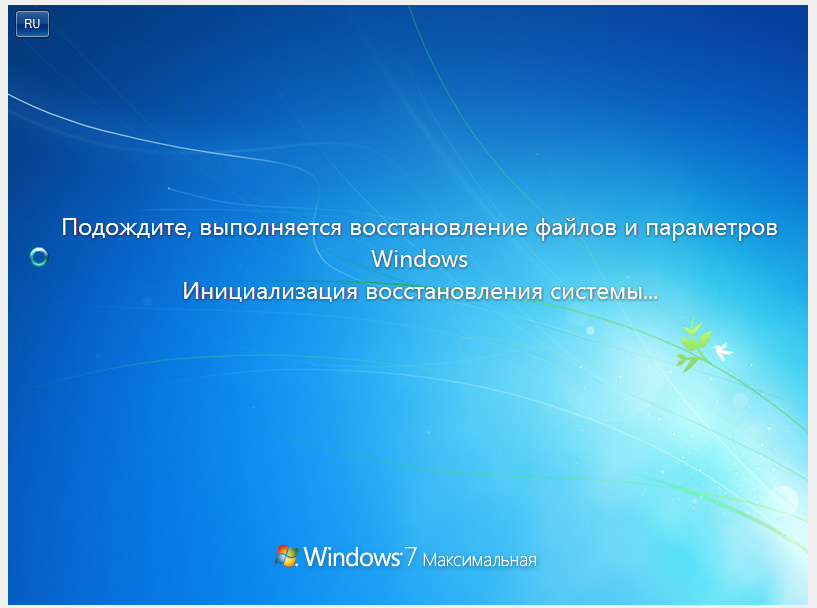 RU
Подождите, выполняется восстановление файлов и параметров
Windows
Инициализация восстановления системы...
Windows 7 Максимальная